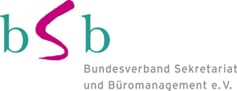 bSb
Bundesverband Sekretariat
und Büromanagement e.V.